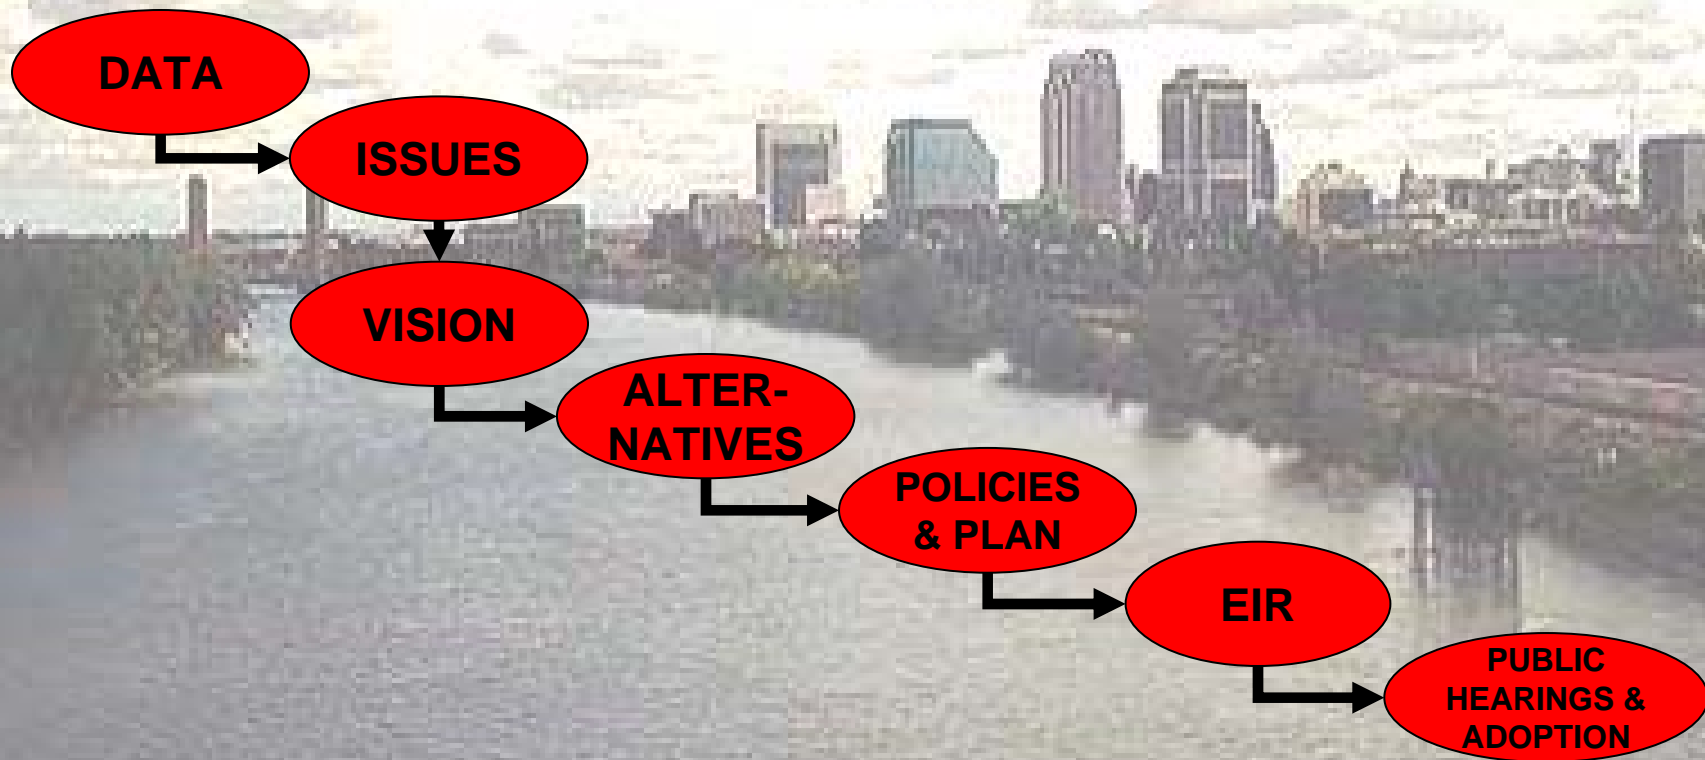 DATA
ISSUES
VISION
ALTER-
NATIVES
POLICIES
& PLAN
EIR
PUBLIC
HEARINGS &
ADOPTION